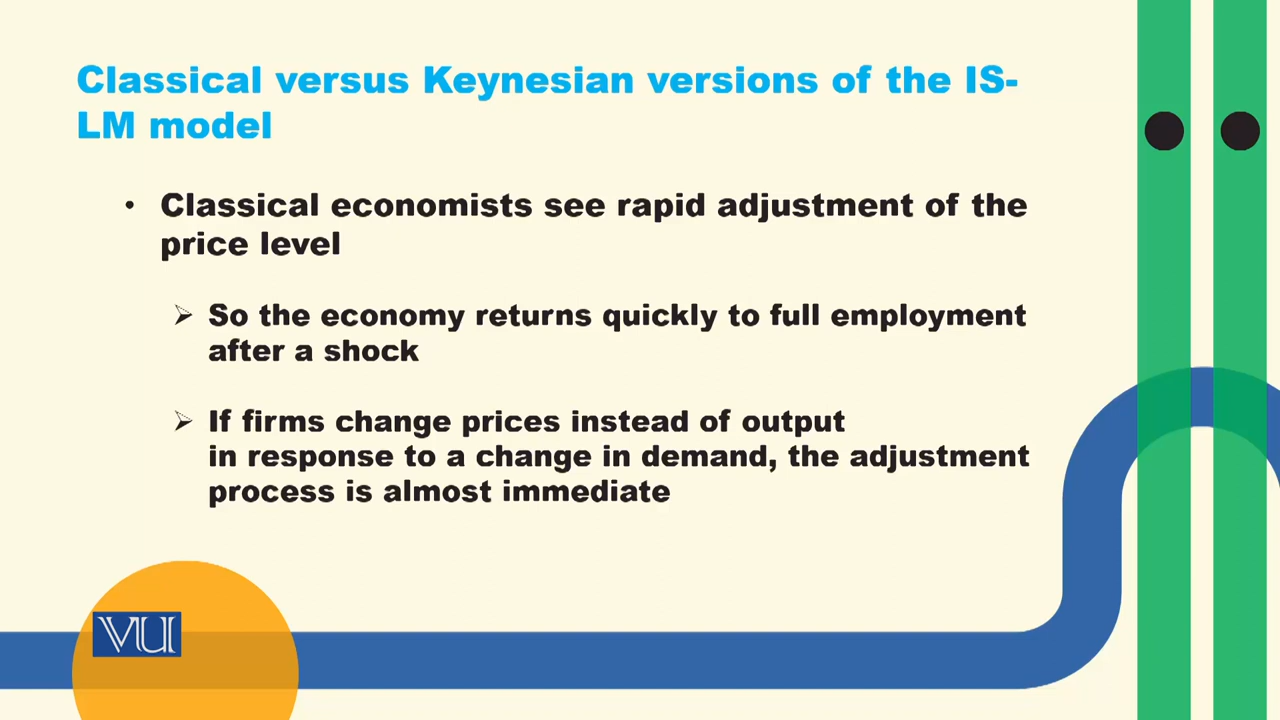 Classical versus Keynesian versions of the IS-
LM model
• Classical economists see rapid adjustment of the
price level
➢ So the economy returns quickly to full employment
after a shock
➢ If firms change prices instead of output
in response to a change in demand, the adjustment
process is almost immediate
VU